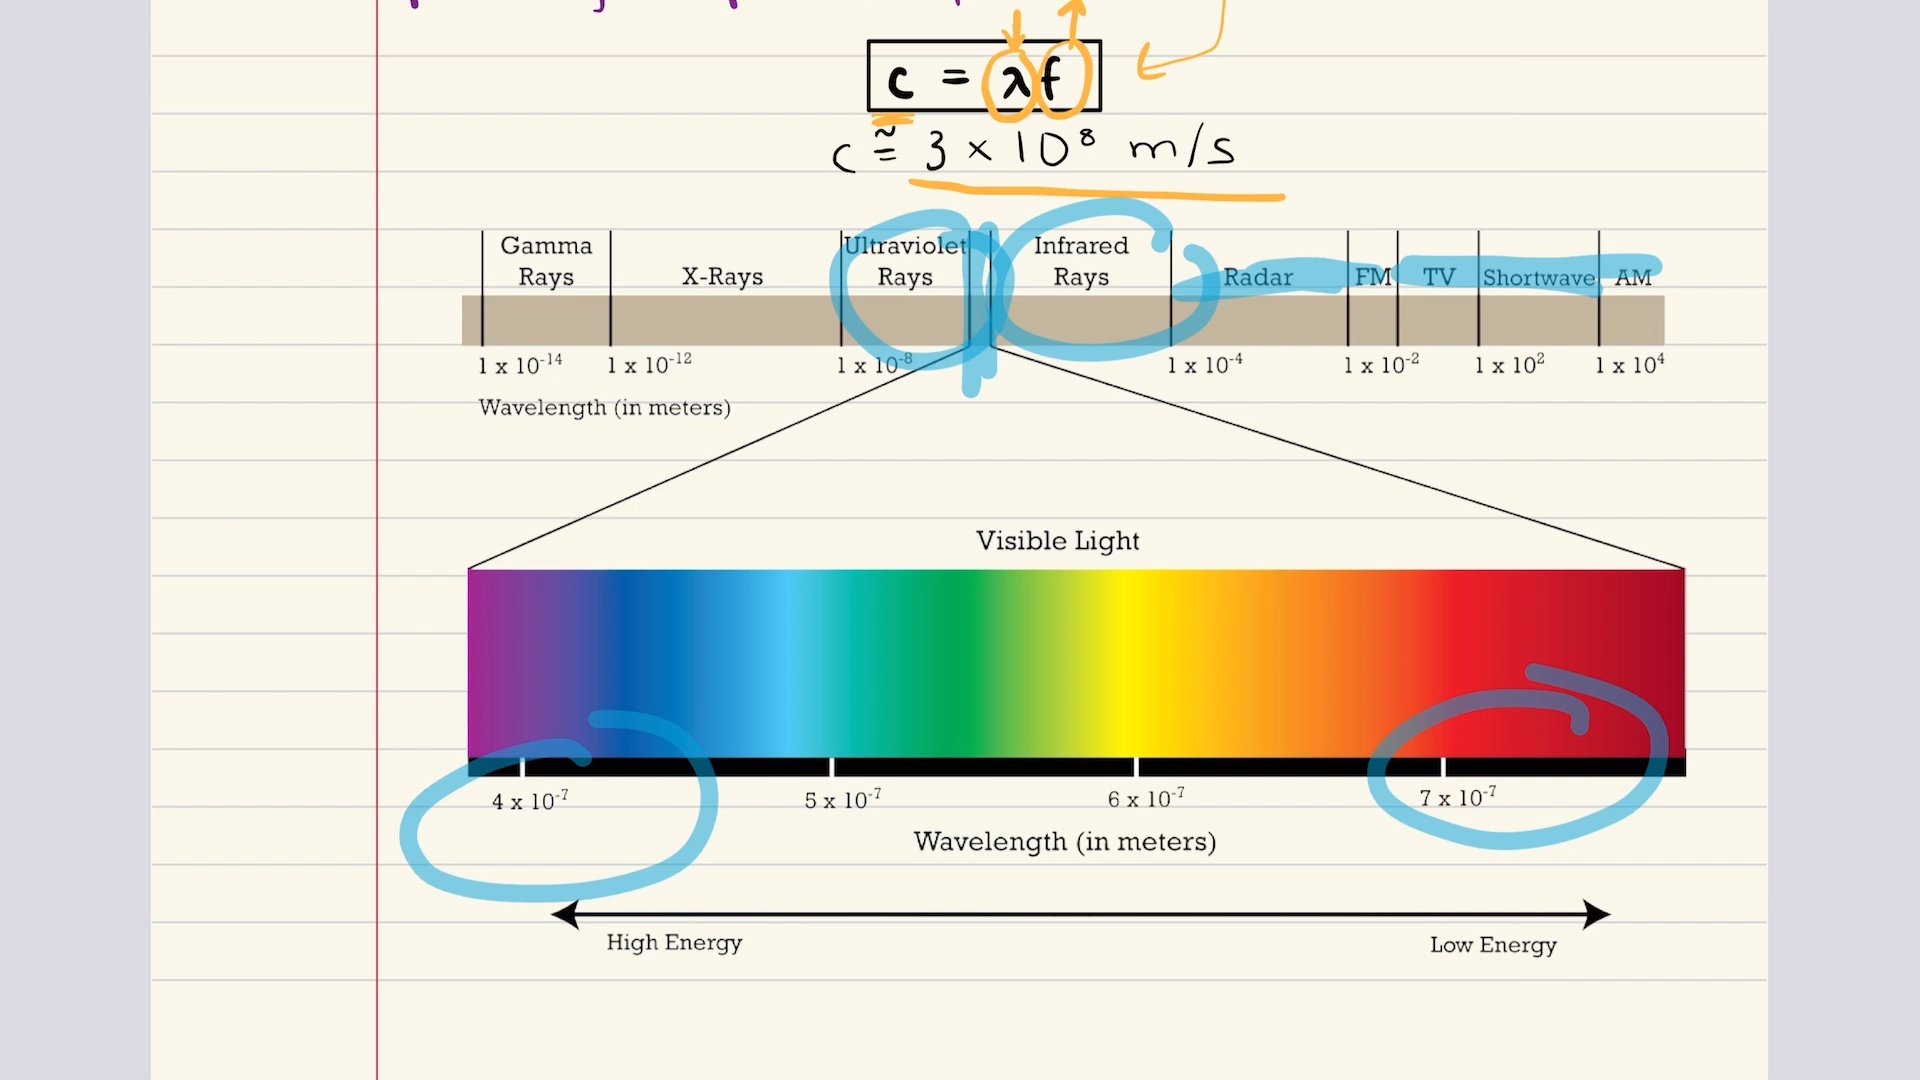 c = λf
c ≅ 3 × 10⁸ m/s
Gamma Rays
X-Rays
Ultraviolet Rays
Infrared Rays
Radar
FM
TV
Shortwave
AM
1 x 10⁻¹⁴ 1 x 10⁻¹² 1 x 10⁻⁸ 1 x 10⁻⁴ 1 x 10⁻² 1 x 10² 1 x 10⁴
Wavelength (in meters)
Visible Light
4 x 10⁻⁷ 5 x 10⁻⁷ 6 x 10⁻⁷ 7 x 10⁻⁷
Wavelength (in meters)
High Energy Low Energy